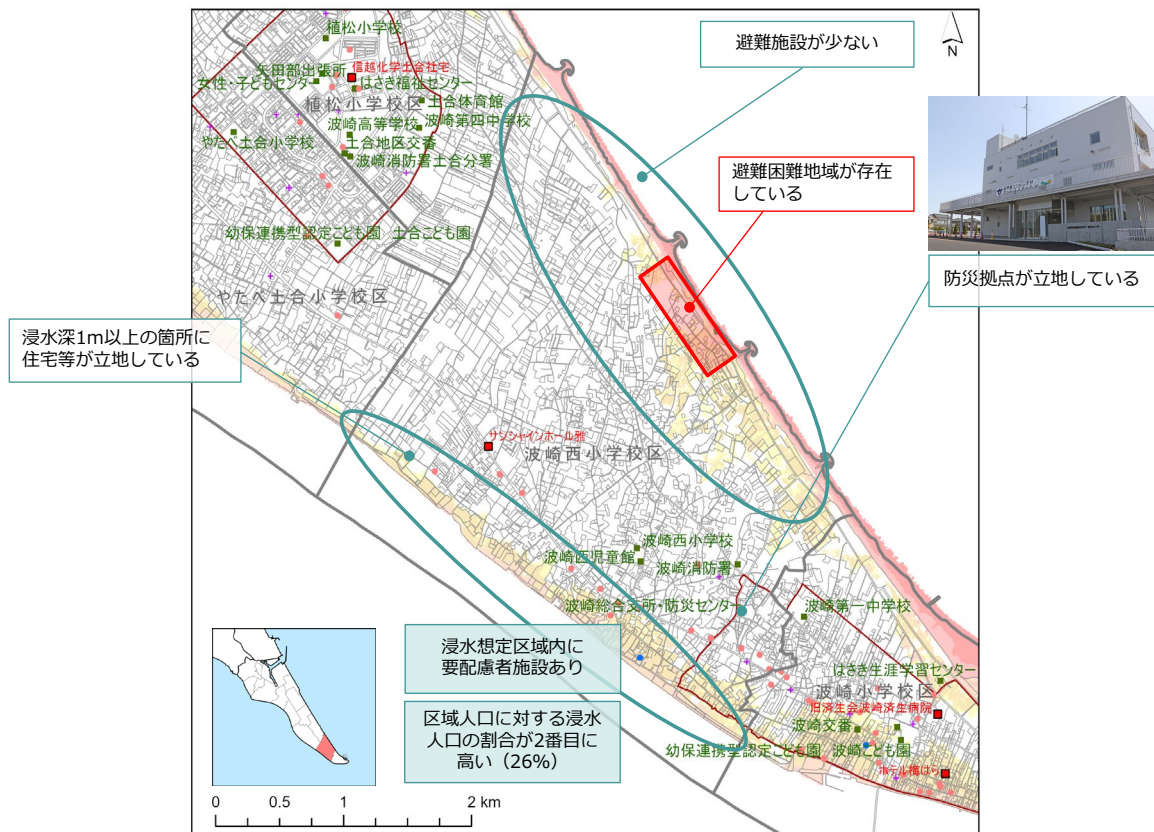 避難施設が少ない
N
植松小学校
矢田部出張所
信越化学土合社宅
女性・子どもセンター
はさき福祉センター
植松小学校区
土合体育館
波崎高等学校
波崎第四中学校
やたべ土合小学校
土合地区交番
波崎消防署土合分署
避難困難地域が存在
している
幼保連携型認定こども園 土合こども園
防災拠点が立地している
やたべ土合小学校区
浸水深1m以上の箇所に
住宅等が立地している
サンシャインホール雅
波崎西小学校区
波崎西小学校
波崎西児童館
波崎消防署
波崎総合支所・防災センター
波崎第一中学校
浸水想定区域内に
要配慮者施設あり
はさき生涯学習センター
波崎小学校区
旧済生会波崎済生病院
区域人口に対する浸水
人口の割合が2番目に
高い（26%）
波崎交番
幼保連携型認定こども園 波崎こども園
ホテル梅はら
0 0.5 1 2 km